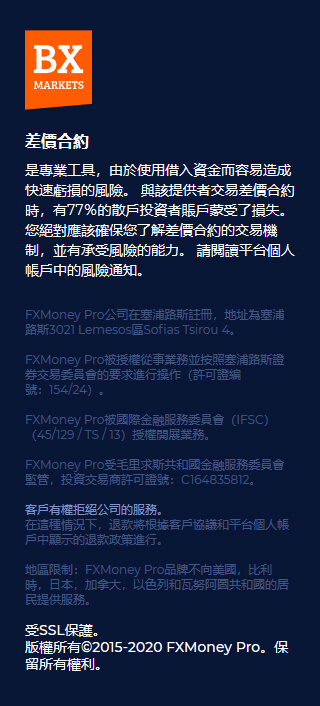 BX
MARKETS
差價合約
是專業工具，由於使用借入資金而容易造成
快速虧損的風險。 與該提供者交易差價合約
時，有77%的散戶投資者賬戶蒙受了損失。
您絕對應該確保您了解差價合約的交易機
制，並有承受風險的能力。 請閱讀平台個人
帳戶中的風險通知。
FXMoney Pro公司在塞浦路斯註冊，地址為塞浦
路斯3021 Lemesos區Sofias Tsirou 4。
FXMoney Pro被授權從事業務並按照塞浦路斯證
券交易委員會的要求進行操作（許可證編
號：154/24）。
FXMoney Pro被國際金融服務委員會（IFSC）
（45/129 / TS / 13）授權開展業務。
FXMoney Pro受毛里求斯共和國金融服務委員會
監管，投資交易商許可證號：C164835812。
客戶有權拒絕公司的服務。
在這種情況下，退款將根據客戶協議和平台個人帳
戶中顯示的退款政策進行。
地區限制：FXMoney Pro品牌不向美國，比利
時，日本，加拿大，以色列和瓦努阿圖共和國的居
民提供服務。
受SSL保護。
版權所有©2015-2020 FXMoney Pro。保
留所有權利。